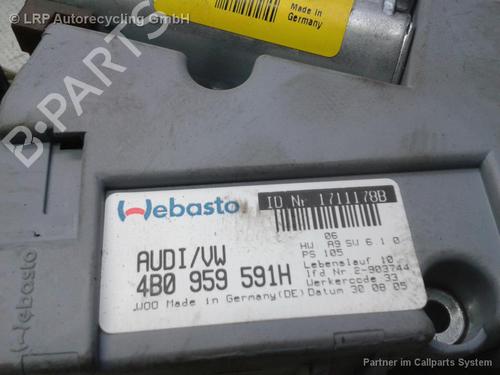 © LRP Autorecycling GmbH
Made in
Germany
Webasto
ID Nr 1711178B
06
HW A9 SW 6.1 0
PS 105
AUDI/VW
4B0 959 591H
Lebenslauf 10
lfd Nr 2-903744
Werkercode 33
WOO Made in Germany(DE) Datum 30 08 05
Webasto
Partner im Callparts System